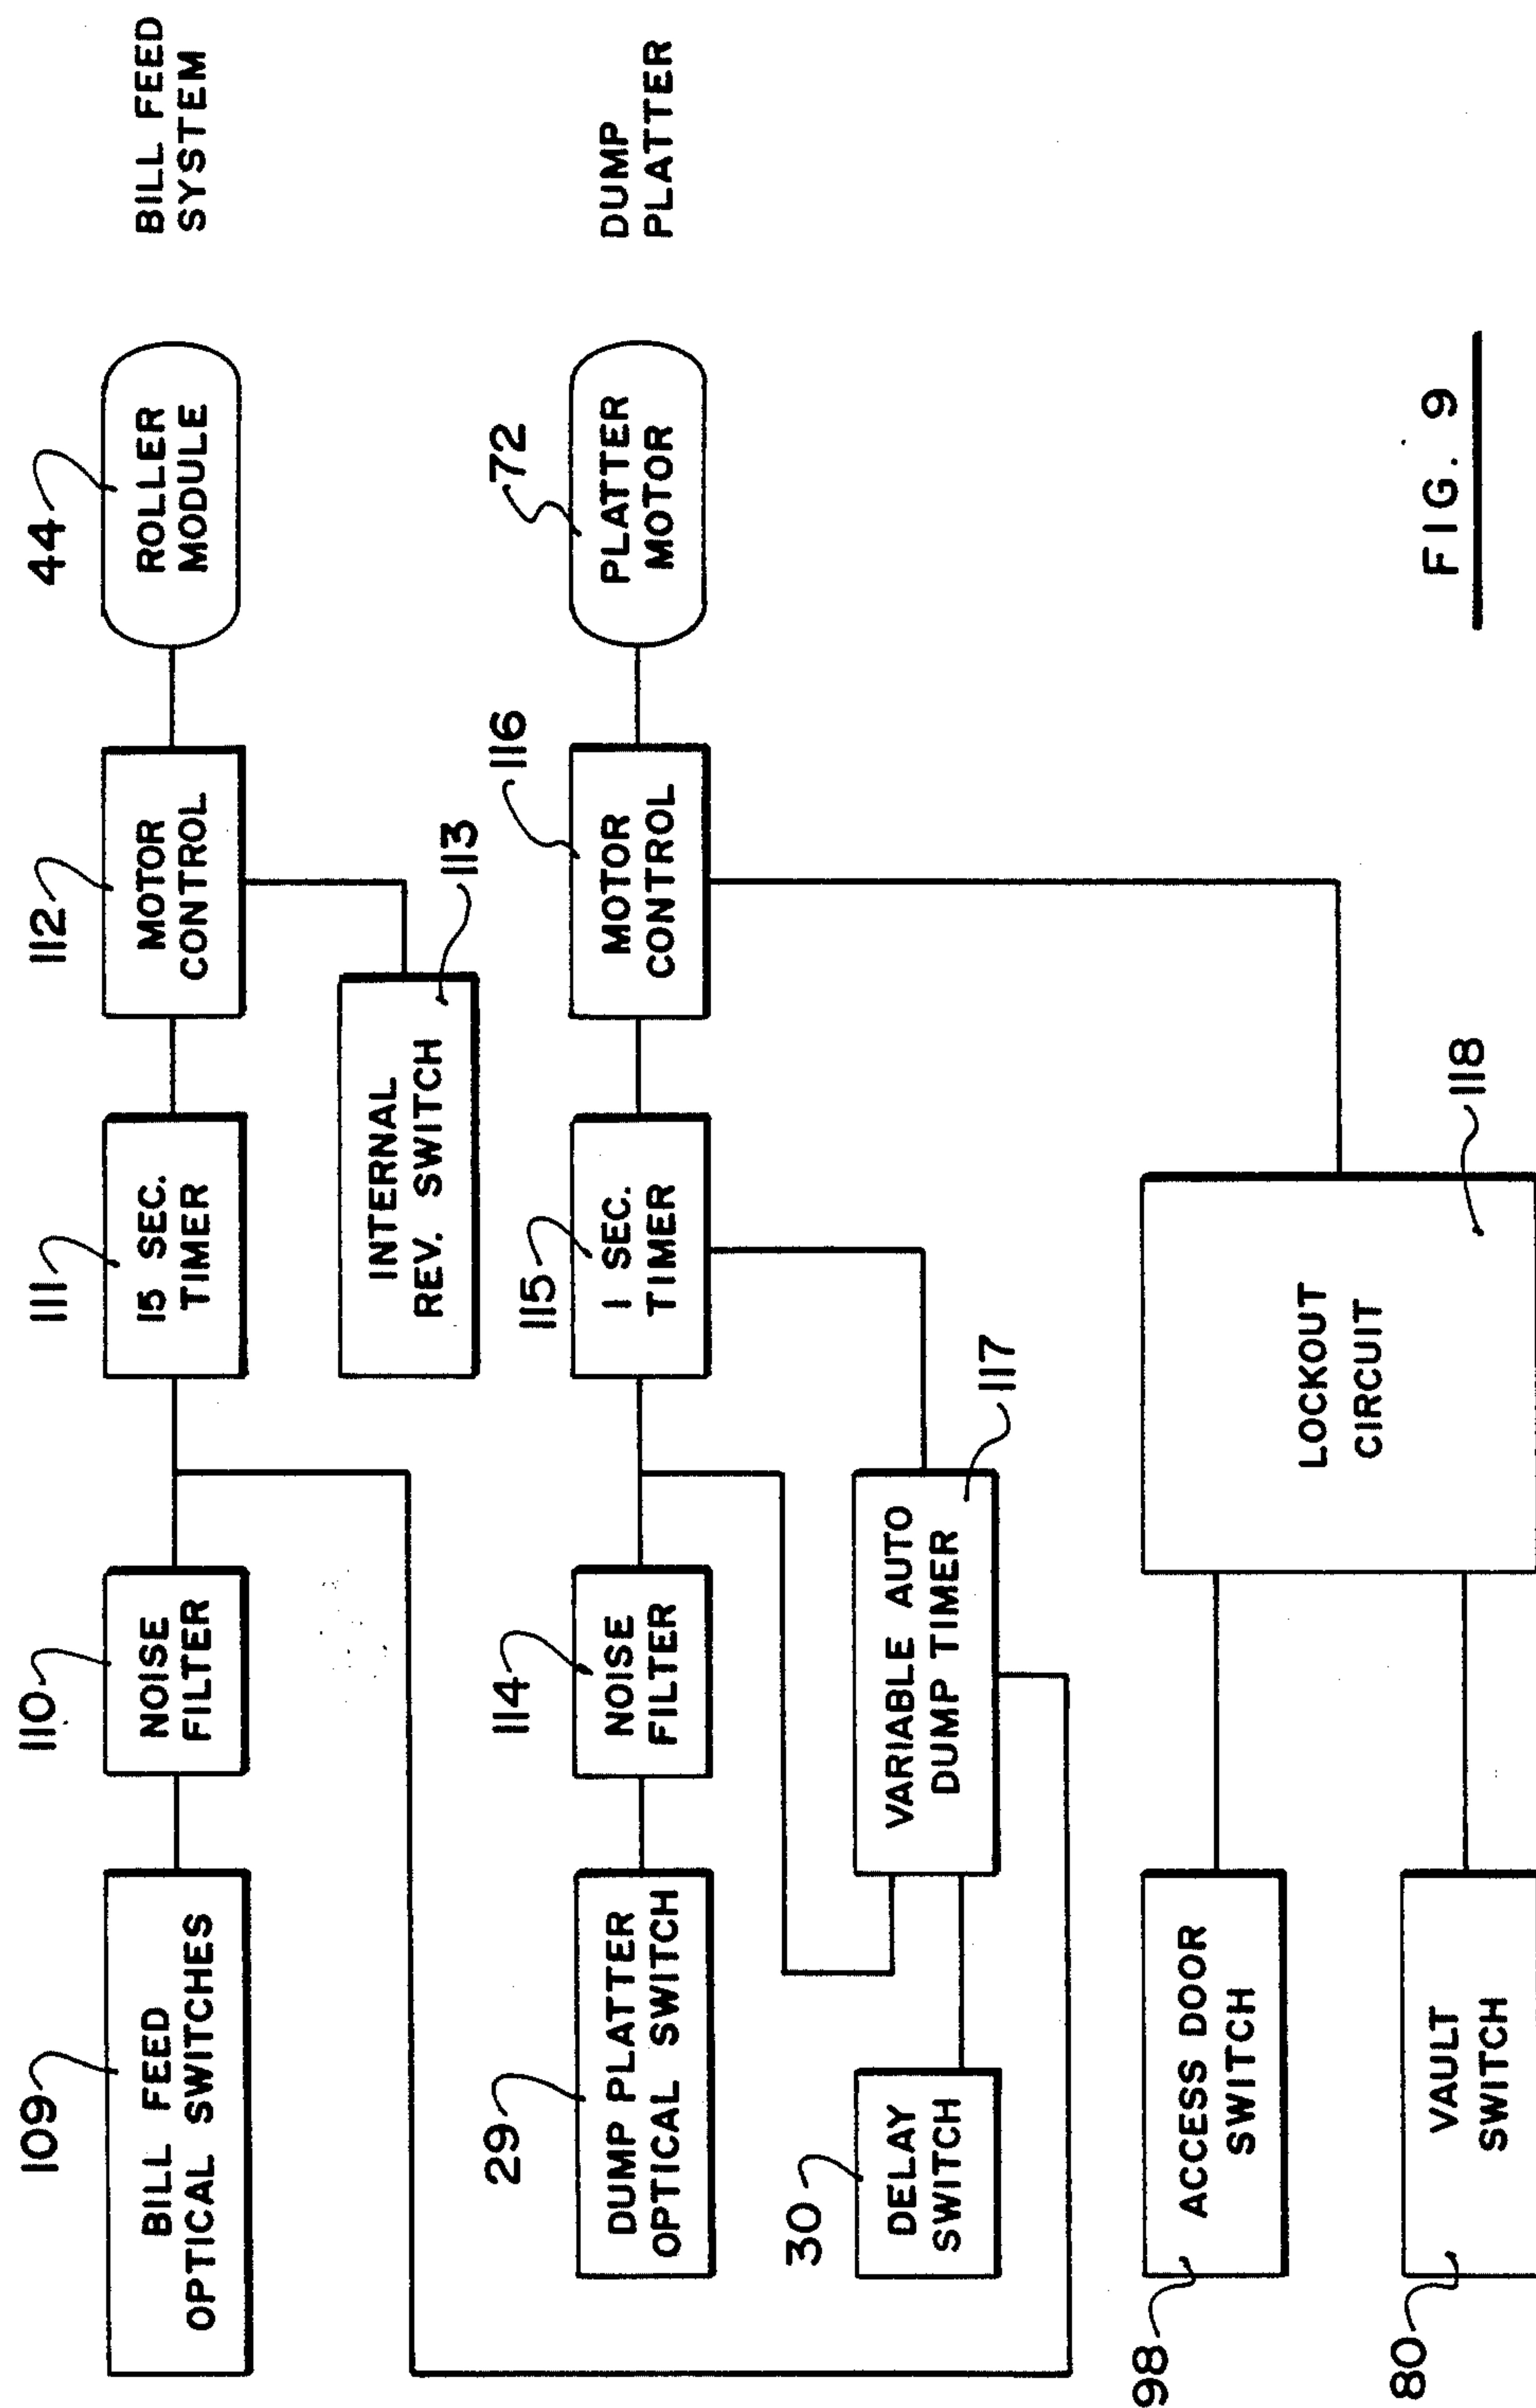 109
BILL FEED
OPTICAL SWITCHES
110
NOISE
FILTER
111
15 SEC.
TIMER
112
MOTOR
CONTROL
44
ROLLER
MODULE
BILL FEED
SYSTEM
INTERNAL
REV. SWITCH
113
29
DUMP PLATTER
OPTICAL SWITCH
114
NOISE
FILTER
115
1 SEC.
TIMER
116
MOTOR
CONTROL
72
PLATTER
MOTOR
DUMP
PLATTER
30
DELAY
SWITCH
VARIABLE AUTO
DUMP TIMER
117
98
ACCESS DOOR
SWITCH
80
VAULT
SWITCH
LOCKOUT
CIRCUIT
118
FIG. 9